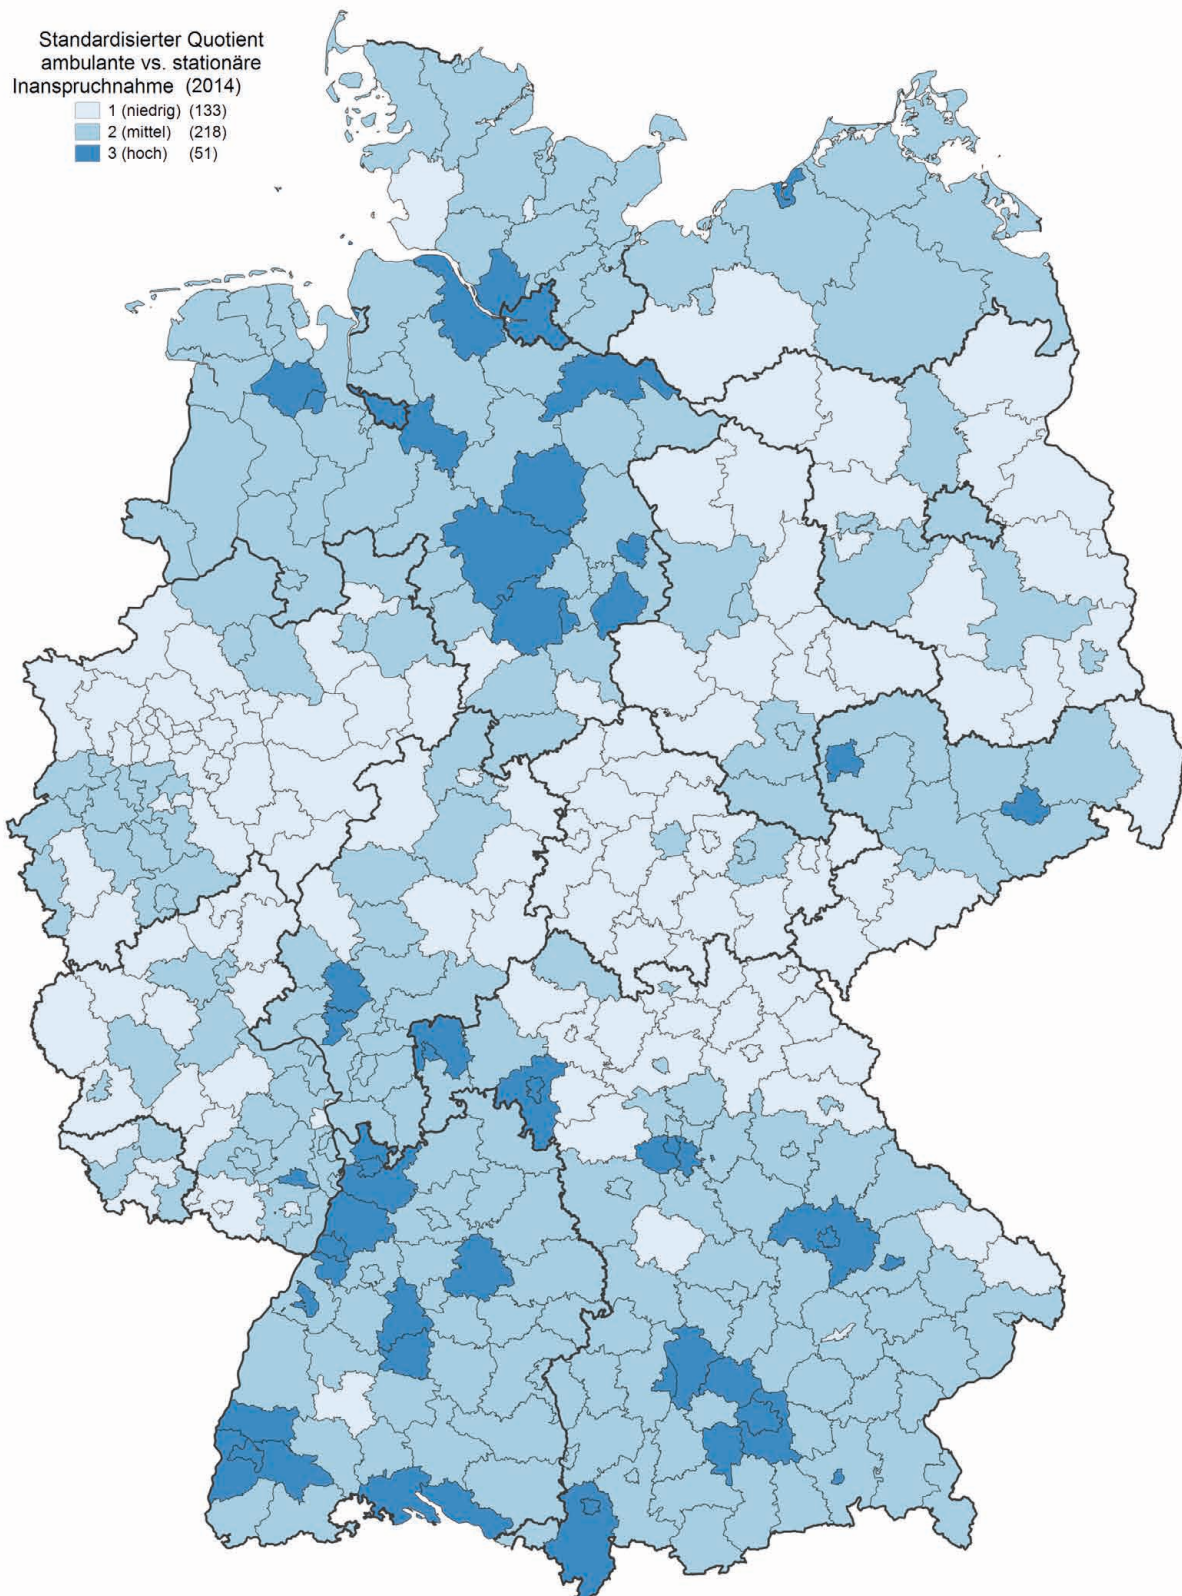 Standardisierter Quotient
ambulante vs. stationäre
Inanspruchnahme (2014)
1 (niedrig) (133)
2 (mittel) (218)
3 (hoch) (51)